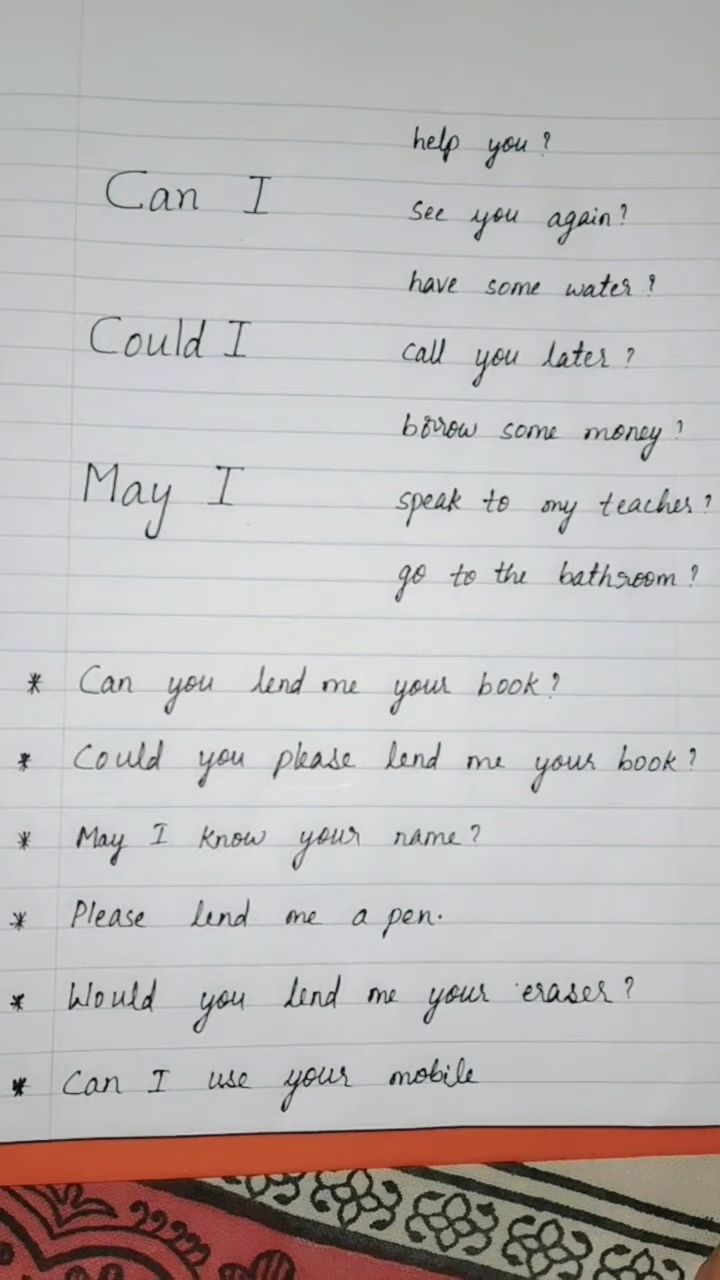 help you?
Can I
see you again?
have some water?
Could I
call you later?
borrow some money?
May I
speak to my teacher?
go to the bathroom?
* Can you lend me your book?
* Could you please lend me your book?
* May I know your name?
* Please lend me a pen.
* Would you lend me your eraser?
* Can I use your mobile